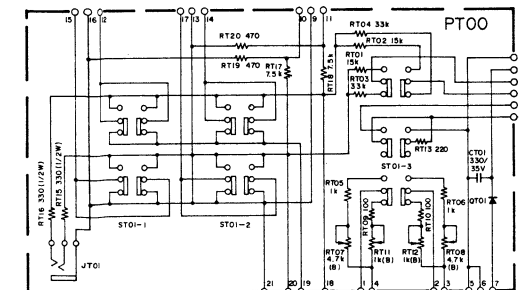 15 16 12 17 13 14 10 9 11
PT00
RT04 33k
RT02 15k
RT20 470
RT19 470
RT17
7.5k
RT18 7.5k
RT01
15k
RT03
33k
RT13 220
ST01-3
CT01
330/
35V
QT01
RT16 330(1/2W)
RT15 330(1/2W)
ST01-1
ST01-2
RT05
1k
RT09 100
RT10 100
RT06
1k
RT07
4.7k
(B)
RT11
1k(B)
RT12
1k(B)
RT08
4.7k
(B)
JT01
21 20 19 18 1 4 2 3 5 6 7